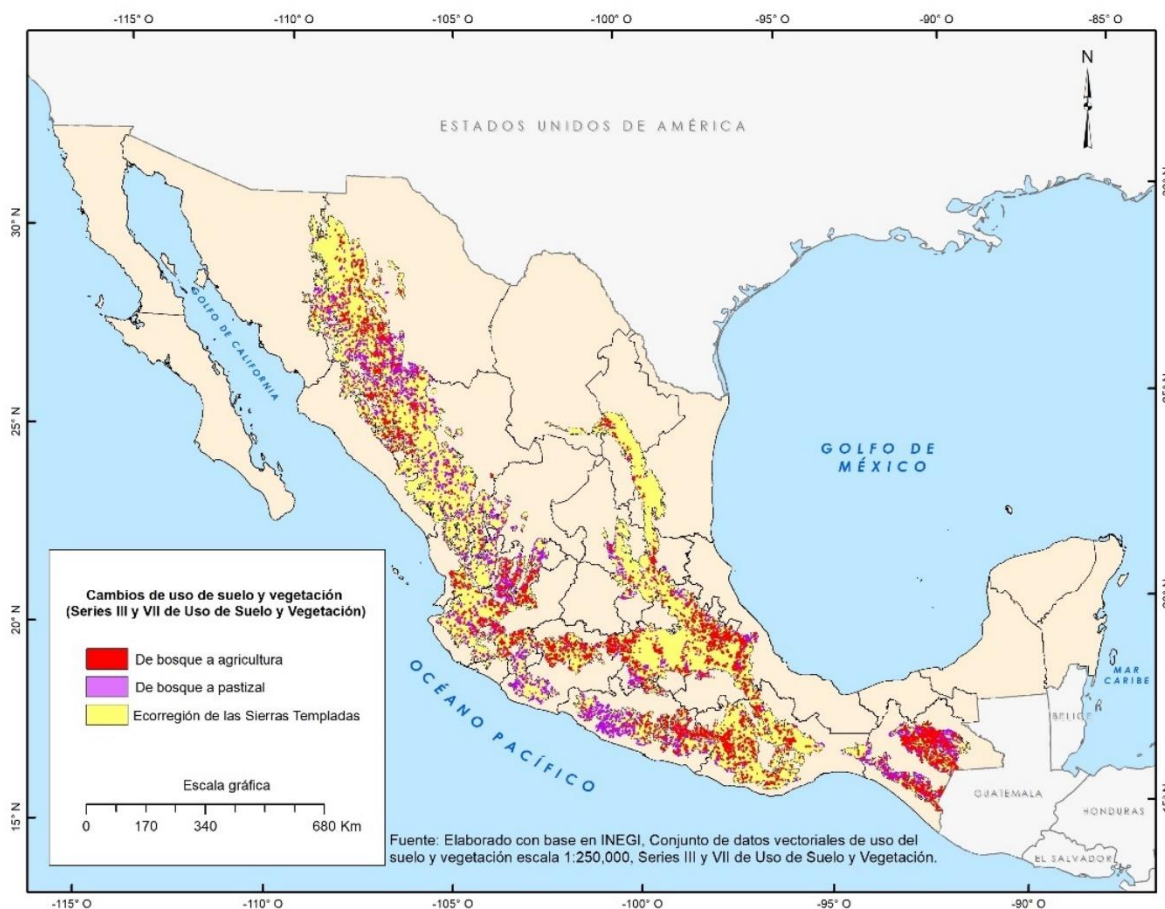 -115° O -110° O -105° O -100° O -95° O -90° O -85° O
N
ESTADOS UNIDOS DE AMÉRICA
30° N
30° N
GOLFO DE CALIFORNIA
25° N
25° N
GOLFO DE
MÉXICO
20° N
20° N
MAR
CARIBE
BELICE
OCÉANO PACÍFICO
GUATEMALA
HONDURAS
EL SALVADOR
15° N
15° N
Cambios de uso de suelo y vegetación
(Series III y VII de Uso de Suelo y Vegetación)
De bosque a agricultura
De bosque a pastizal
Ecorregión de las Sierras Templadas
Escala gráfica
0 170 340 680 Km
Fuente: Elaborado con base en INEGI, Conjunto de datos vectoriales de uso del
suelo y vegetación escala 1:250,000, Series III y VII de Uso de Suelo y Vegetación.
-115° O -110° O -105° O -100° O -95° O -90° O